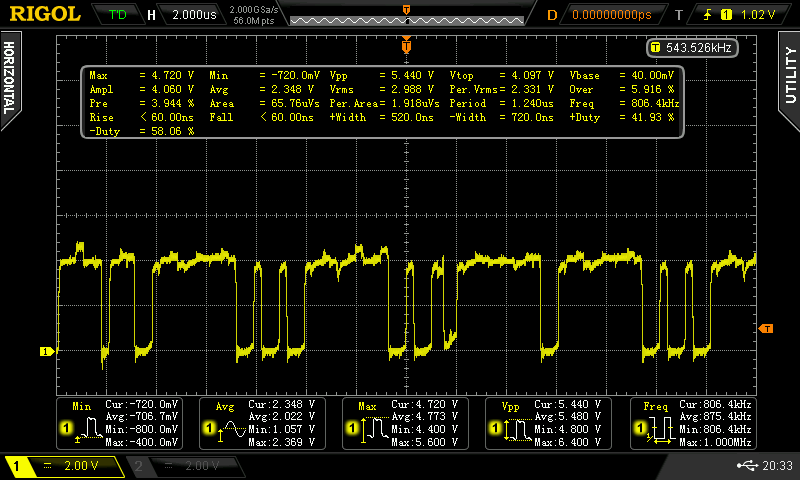 RIGOL T'D H 2.000us 2.000GSa/s 56.0M pts D 0.00000000ps T 1 1.02 V
HORIZONTAL
UTILITY
T 543.526kHz
Max = 4.720 V Min = -720.0mV Vpp = 5.440 V Vtop = 4.097 V Vbase = 40.00mV
Ampl = 4.060 V Avg = 2.348 V Vrms = 2.988 V Per.Vrms= 2.331 V Over = 5.916 %
Pre = 3.944 % Area = 65.76uVs Per.Area= 1.918uVs Period = 1.240us Freq = 806.4kHz
Rise < 60.00ns Fall < 60.00ns +Width = 520.0ns -Width = 720.0ns +Duty = 41.93 %
-Duty = 58.06 %
T
T
1
Min Cur:-720.0mV
Avg:-706.7mV
1 Min:-800.0mV
Max:-400.0mV
Avg Cur:2.348 V
Avg:2.022 V
1 Min:1.057 V
Max:2.369 V
Max Cur:4.720 V
Avg:4.773 V
1 Min:4.400 V
Max:5.600 V
Vpp Cur:5.440 V
Avg:5.480 V
1 Min:4.800 V
Max:6.400 V
Freq Cur:806.4kHz
Avg:875.4kHz
1 Min:806.4kHz
Max:1.000MHz
1 2.00 V 2 2.00 V 20:33